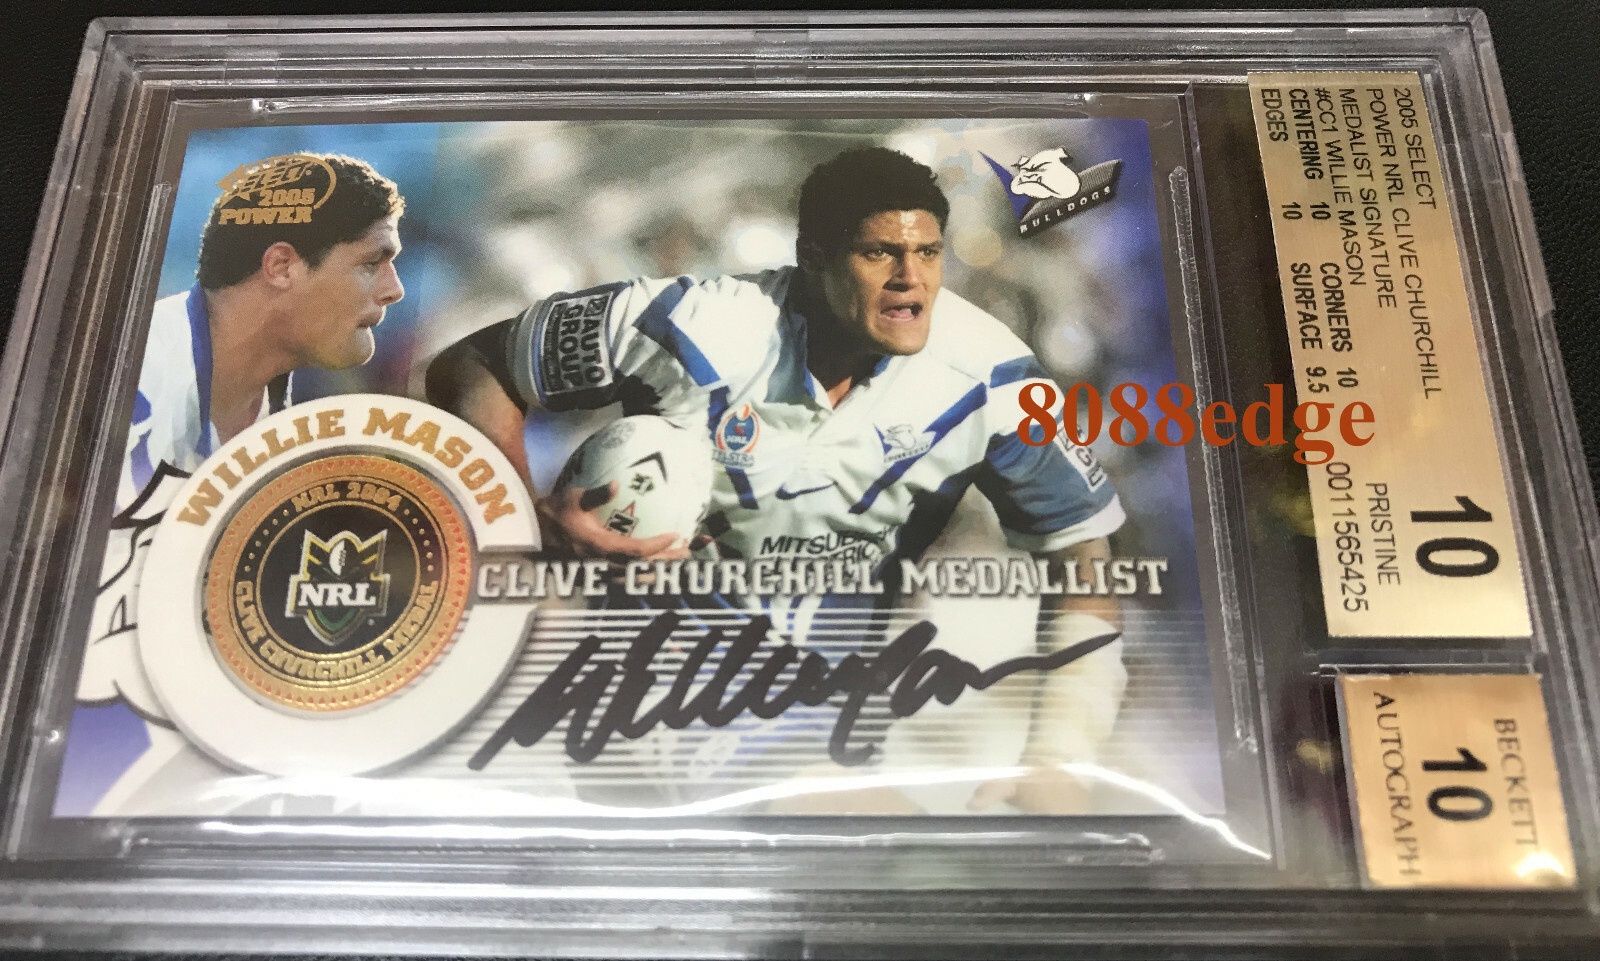 2005
POWER
BULLDOGS
AUTO
GROUP
WILLIE MASON
NRL 2004
NRL
CLIVE CHURCHILL MEDAL
CLIVE CHURCHILL MEDALLIST
8088edge
2005 SELECT
POWER NRL CLIVE CHURCHILL
MEDALIST SIGNATURE
#CC1 WILLIE MASON
CENTERING 10 CORNERS 10
EDGES 10 SURFACE 9.5
10
PRISTINE
0011565425
BECKETT
10
AUTOGRAPH